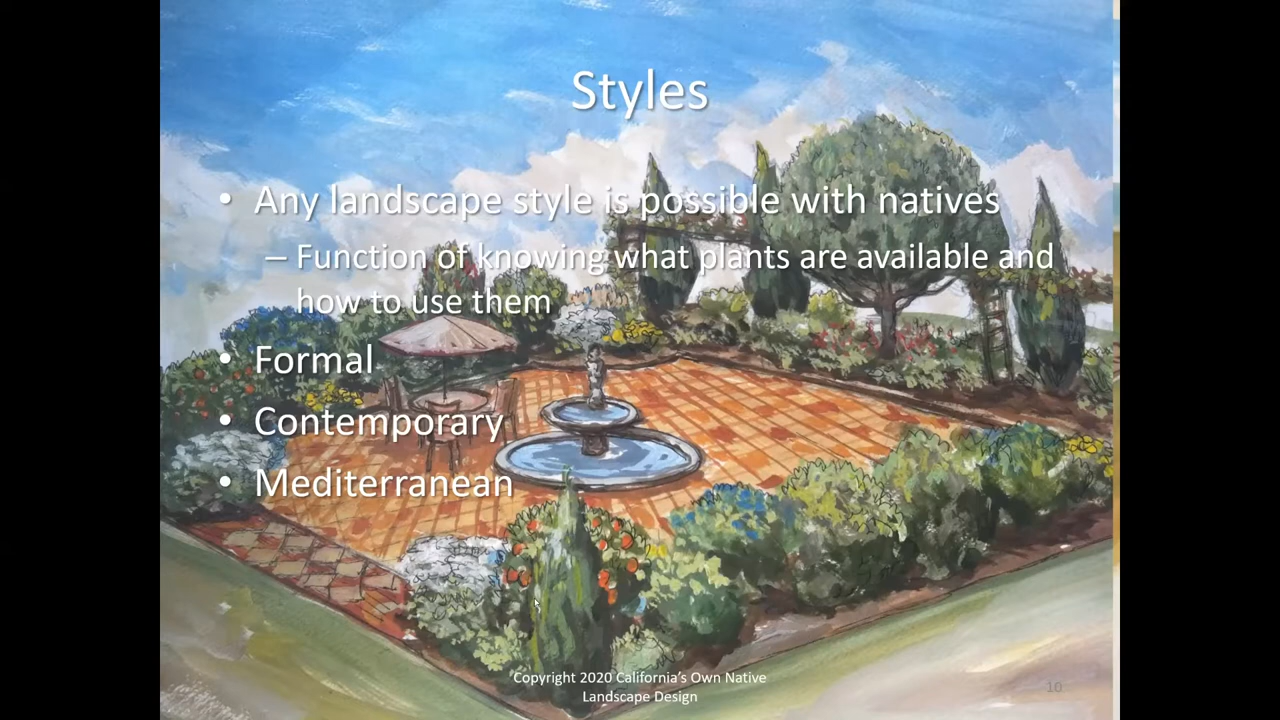 Styles
• Any landscape style is possible with natives
– Function of knowing what plants are available and
how to use them
• Formal
• Contemporary
• Mediterranean
Copyright 2020 California's Own Native
Landscape Design
10